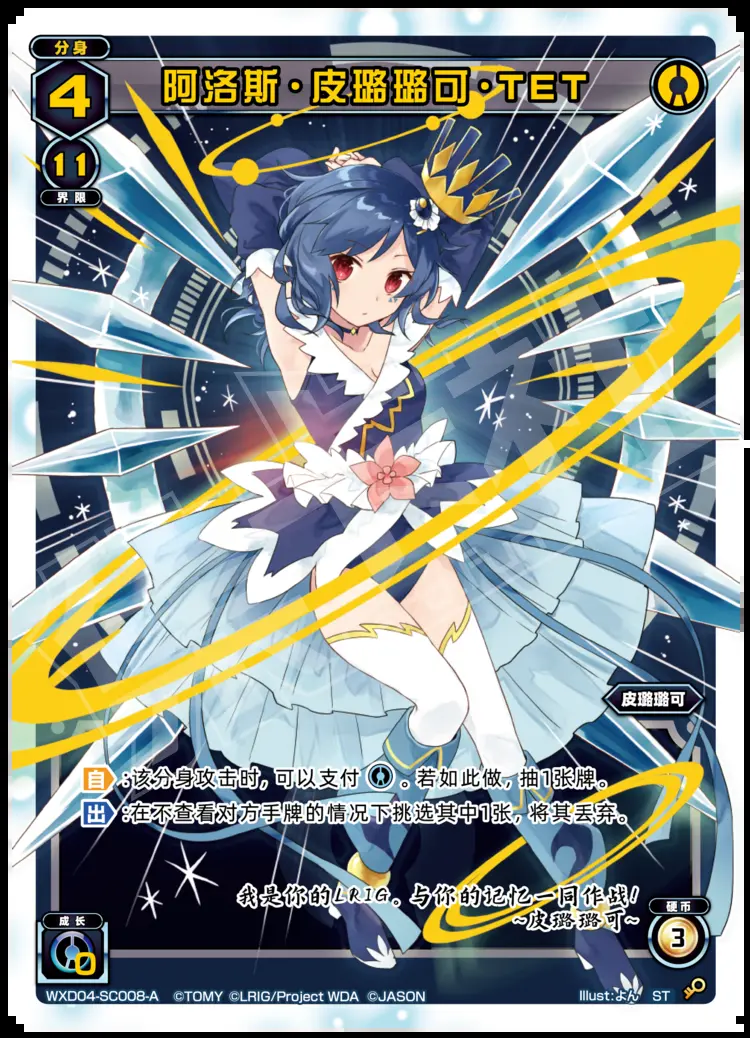 分身
4
阿洛斯·皮璐璐可·TET
11
界限
皮璐璐可
自:该分身攻击时, 可以支付 。若如此做, 抽1张牌。
出:在不查看对方手牌的情况下挑选其中1张, 将其丢弃。
我是你的LRIG。与你的记忆一同作战!
~皮璐璐可~
成长
0
硬币
3
WXD04-SC008-A ©TOMY ©LRIG/Project WDA ©JASON Illust:よん ST